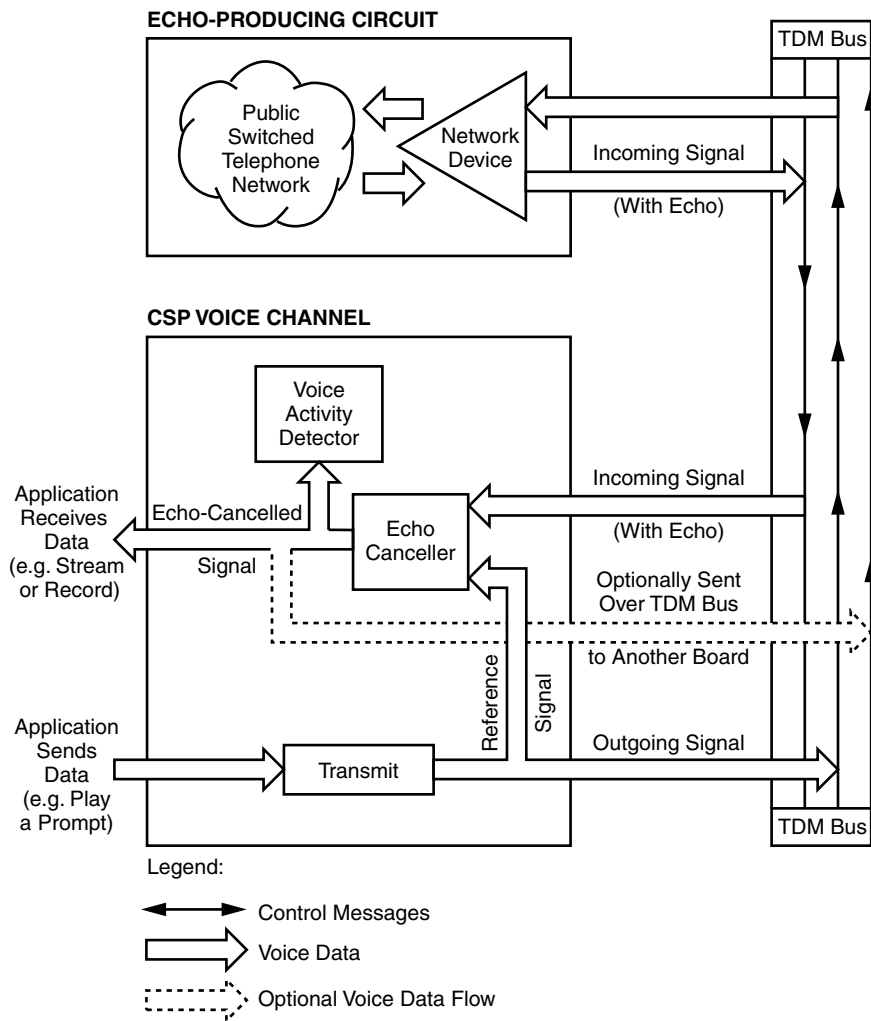 ECHO-PRODUCING CIRCUIT
TDM Bus
Public
Switched
Telephone
Network
Network
Device
Incoming Signal
(With Echo)
CSP VOICE CHANNEL
Voice
Activity
Detector
Application
Receives
Data
(e.g. Stream
or Record)
Echo-Cancelled
Signal
Echo
Canceller
Incoming Signal
(With Echo)
Optionally Sent
Over TDM Bus
to Another Board
Reference
Signal
Application
Sends
Data
(e.g. Play
a Prompt)
Transmit
Outgoing Signal
TDM Bus
Legend:
Control Messages
Voice Data
Optional Voice Data Flow